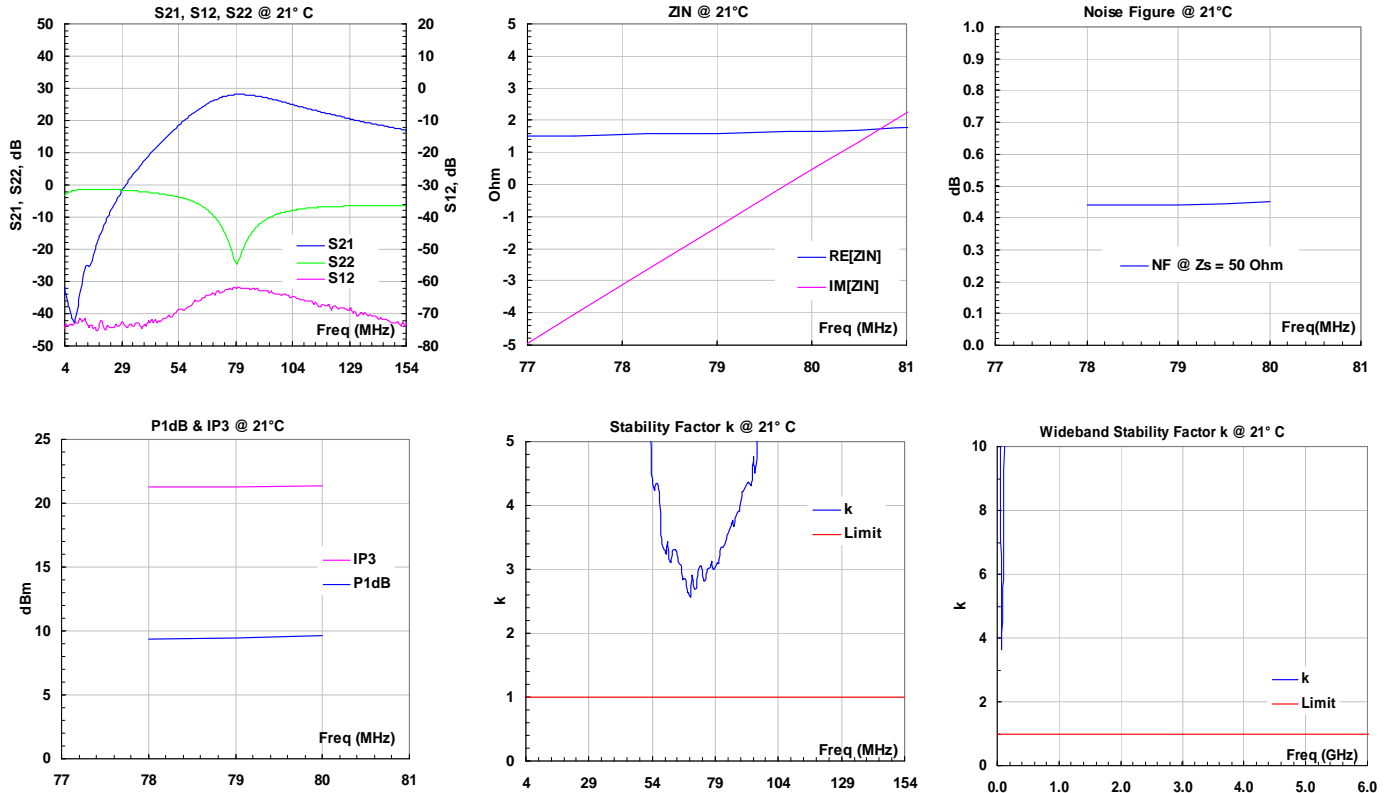 S21, S12, S22 @ 21° C
50
40
30
20
10
0
-10
-20
-30
-40
-50
20
10
0
-10
-20
-30
-40
-50
-60
-70
-80
S21, S22, dB
S12, dB
S21
S22
S12
Freq (MHz)
4 29 54 79 104 129 154
ZIN @ 21°C
5
4
3
2
1
0
-1
-2
-3
-4
-5
Ohm
RE[ZIN]
IM[ZIN]
Freq (MHz)
77 78 79 80 81
Noise Figure @ 21°C
1.0
0.9
0.8
0.7
0.6
0.5
0.4
0.3
0.2
0.1
0.0
dB
NF @ Zs = 50 Ohm
Freq(MHz)
77 78 79 80 81
P1dB & IP3 @ 21°C
25
20
15
10
5
0
dBm
IP3
P1dB
Freq (MHz)
77 78 79 80 81
Stability Factor k @ 21° C
5
4
3
2
1
0
k
k
Limit
Freq (MHz)
4 29 54 79 104 129 154
Wideband Stability Factor k @ 21° C
10
8
6
4
2
0
k
k
Limit
Freq (GHz)
0.0 1.0 2.0 3.0 4.0 5.0 6.0